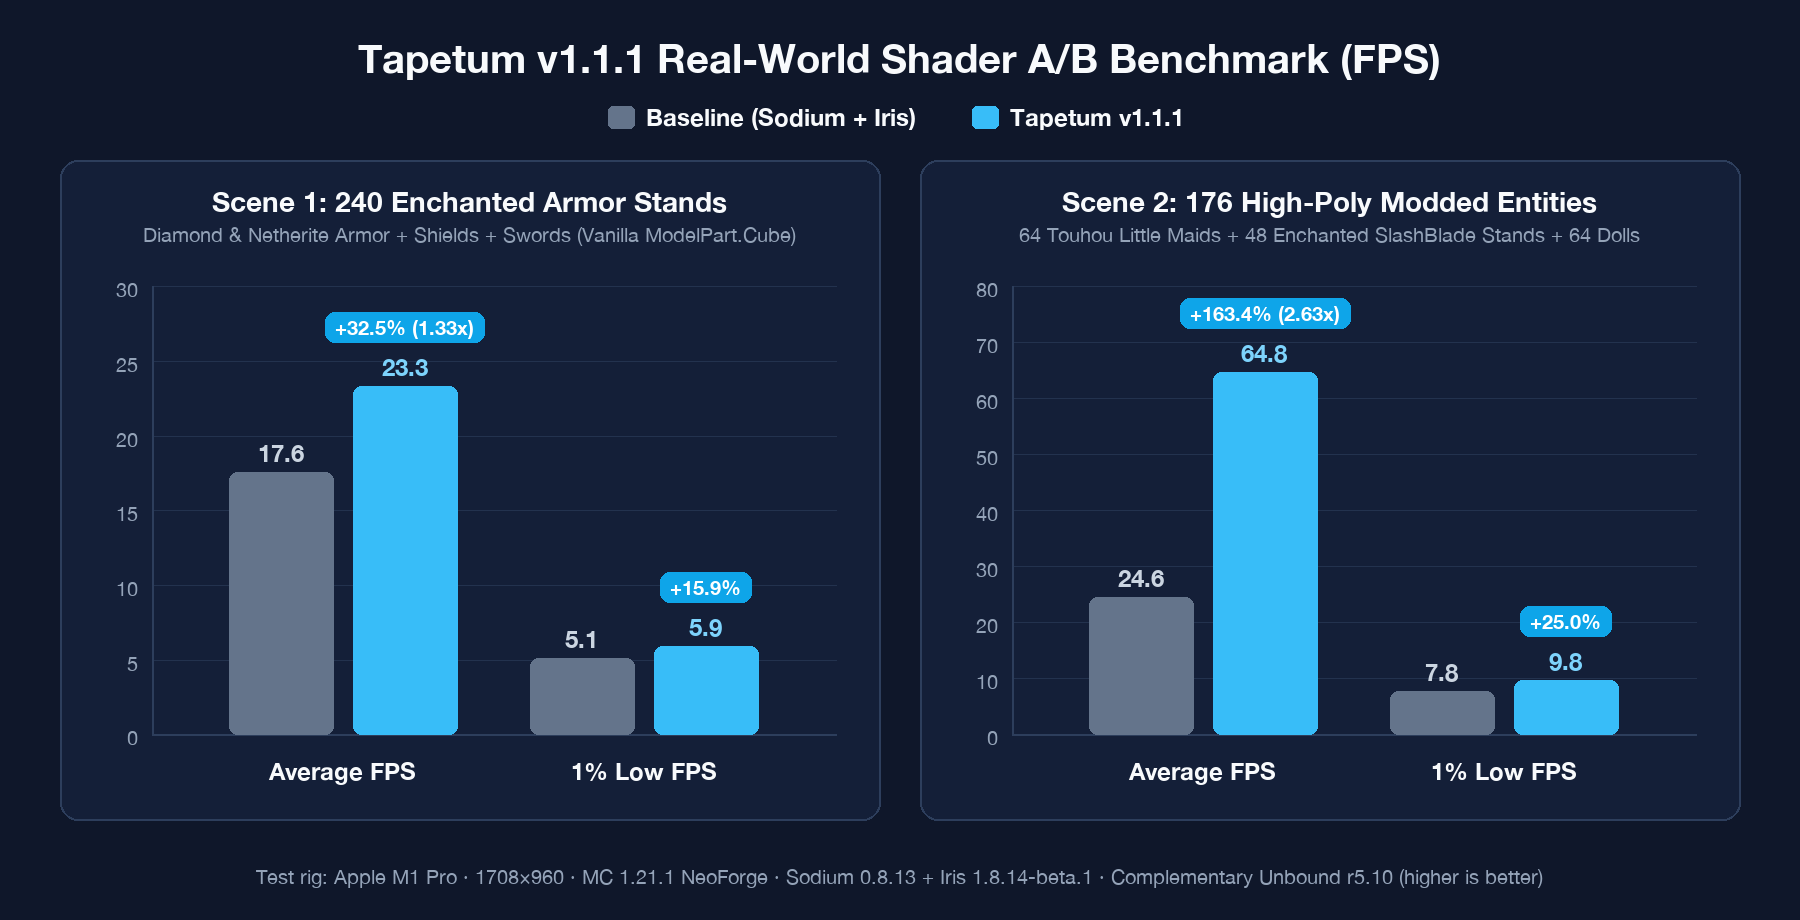 Tapetum v1.1.1 Real-World Shader A/B Benchmark (FPS)
Baseline (Sodium + Iris)
Tapetum v1.1.1
Scene 1: 240 Enchanted Armor Stands
Diamond & Netherite Armor + Shields + Swords (Vanilla ModelPart.Cube)
30
25
20
15
10
5
0
+32.5% (1.33x)
23.3
17.6
+15.9%
5.9
5.1
Average FPS
1% Low FPS
Scene 2: 176 High-Poly Modded Entities
64 Touhou Little Maids + 48 Enchanted SlashBlade Stands + 64 Dolls
80
70
60
50
40
30
20
10
0
+163.4% (2.63x)
64.8
24.6
+25.0%
9.8
7.8
Average FPS
1% Low FPS
Test rig: Apple M1 Pro · 1708×960 · MC 1.21.1 NeoForge · Sodium 0.8.13 + Iris 1.8.14-beta.1 · Complementary Unbound r5.10 (higher is better)